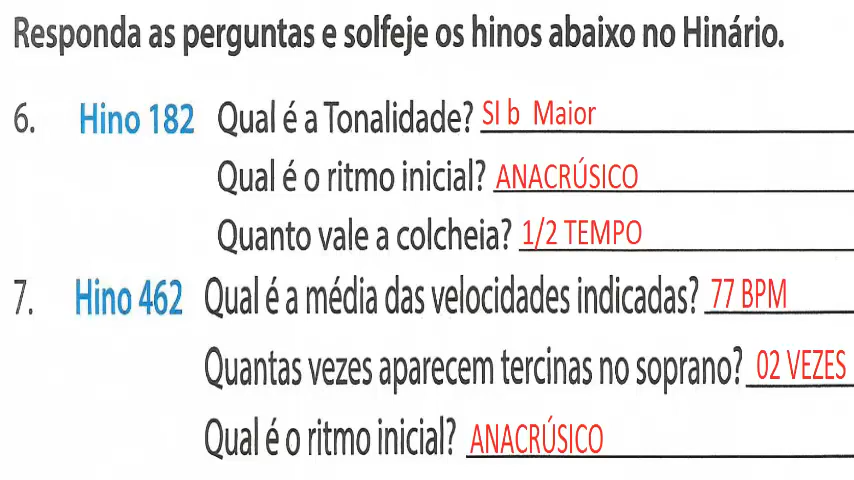 Responda as perguntas e solfeje os hinos abaixo no Hinário.
6. Hino 182 Qual é a Tonalidade? SI b Maior
Qual é o ritmo inicial? ANACRÚSICO
Quanto vale a colcheia? 1/2 TEMPO
7. Hino 462 Qual é a média das velocidades indicadas? 77 BPM
Quantas vezes aparecem tercinas no soprano? 02 VEZES
Qual é o ritmo inicial? ANACRÚSICO